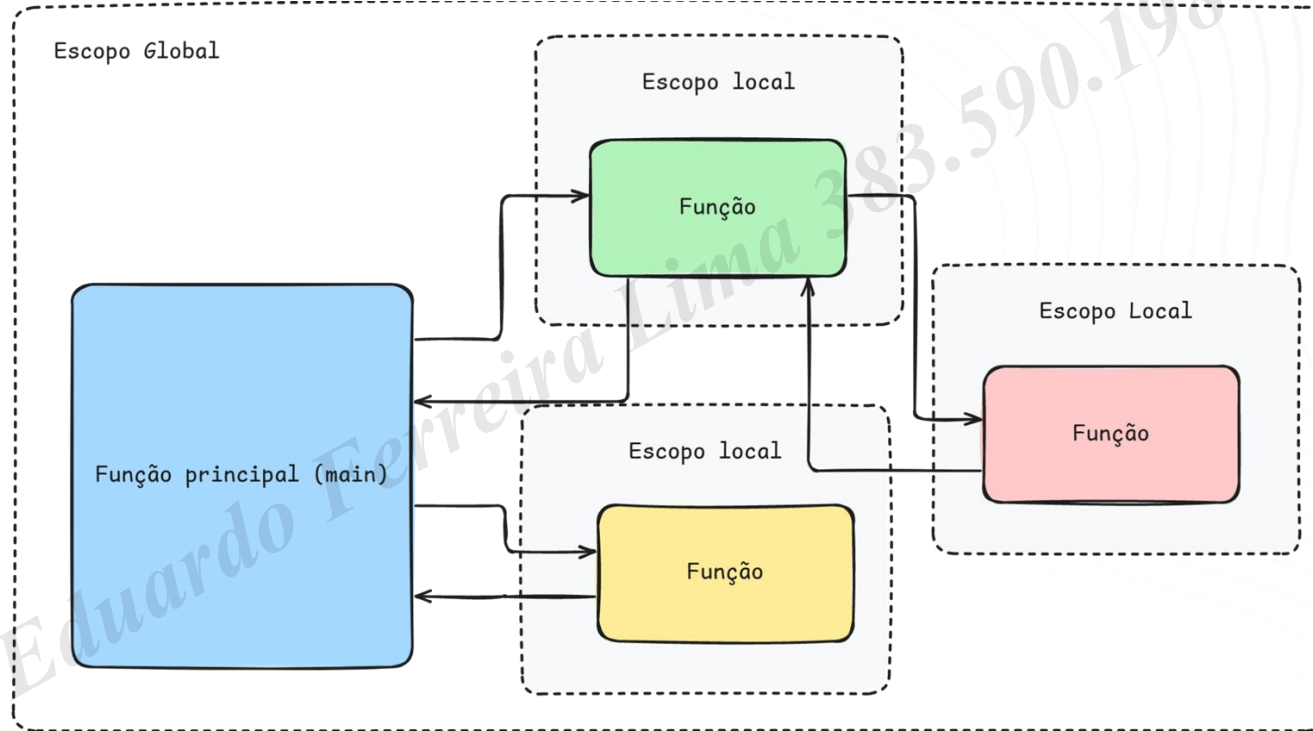 Escopo Global
Escopo local
Função
Escopo Local
Função
Função principal (main)
Escopo local
Função
Eduardo Ferreira Lima 383.590.198